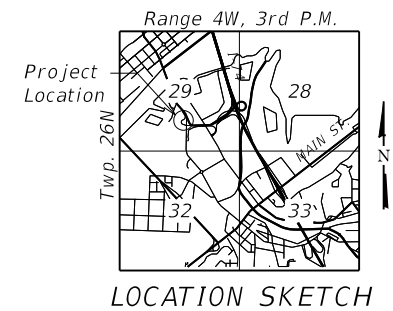 Range 4W, 3rd P.M.
Project
Location
Twp. 26N
29
28
MAIN ST.
N
32
33
LOCATION SKETCH